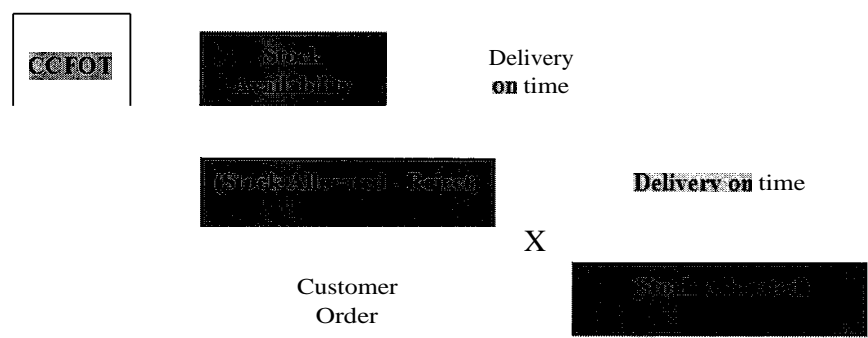 CCFOT
Stock
Availability
Delivery
on time
(Stock Allocated - Reject)
Delivery on time
X
Customer
Order
(Stock allocated)